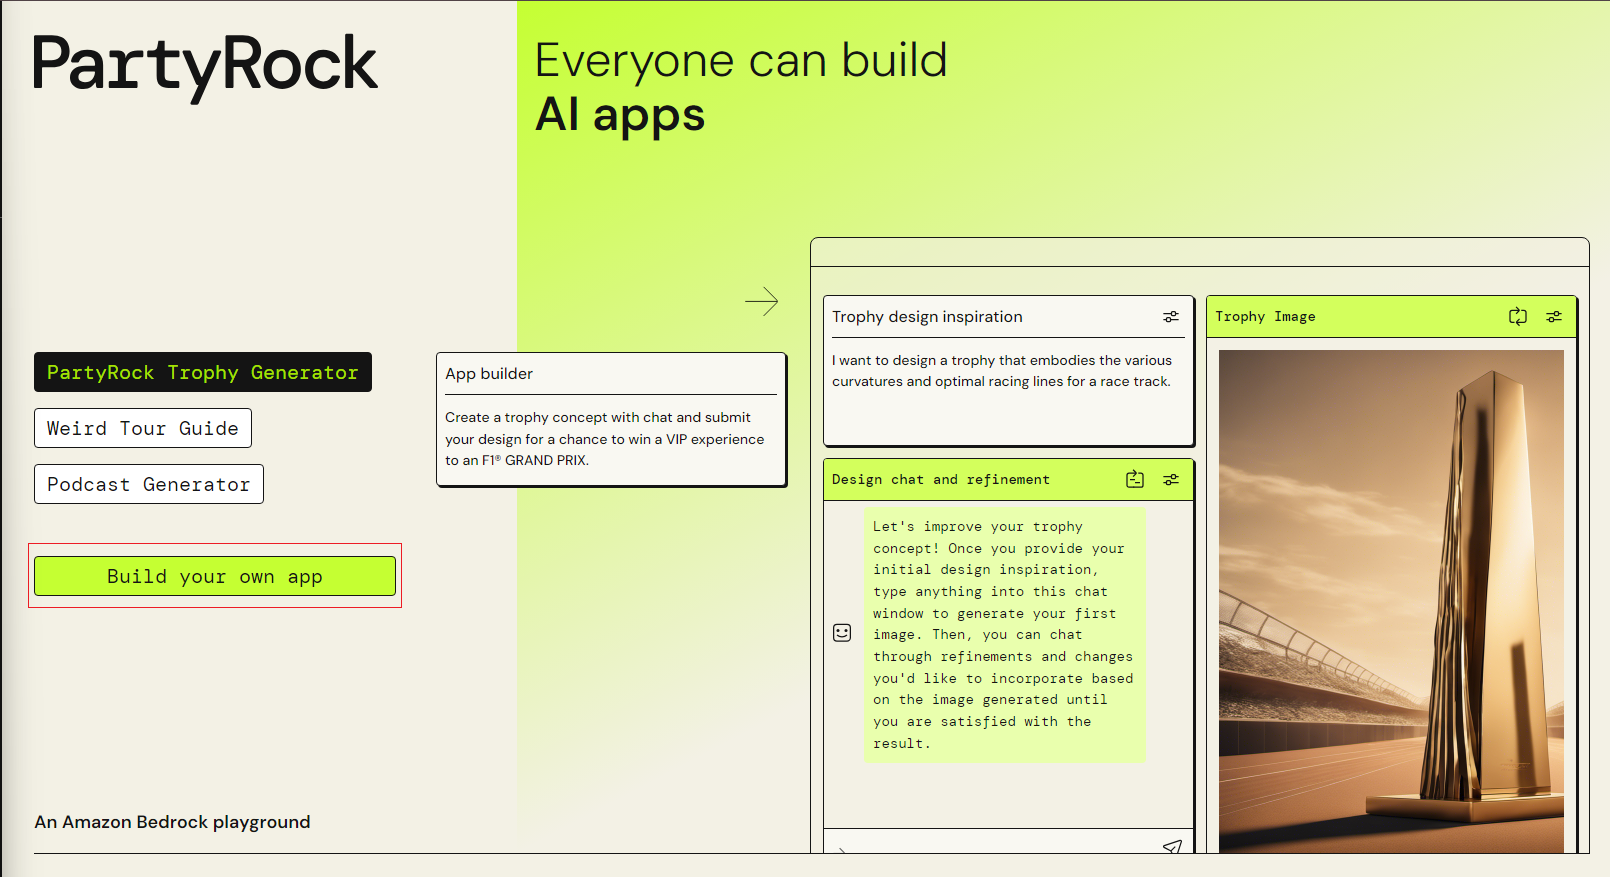 PartyRock
Everyone can build
AI apps
PartyRock Trophy Generator
Weird Tour Guide
Podcast Generator
Build your own app
An Amazon Bedrock playground
App builder
Create a trophy concept with chat and submit
your design for a chance to win a VIP experience
to an F1® GRAND PRIX.
Trophy design inspiration
I want to design a trophy that embodies the various
curvatures and optimal racing lines for a race track.
Design chat and refinement
Let's improve your trophy
concept! Once you provide your
initial design inspiration,
type anything into this chat
window to generate your first
image. Then, you can chat
through refinements and changes
you'd like to incorporate based
on the image generated until
you are satisfied with the
result.
Trophy Image